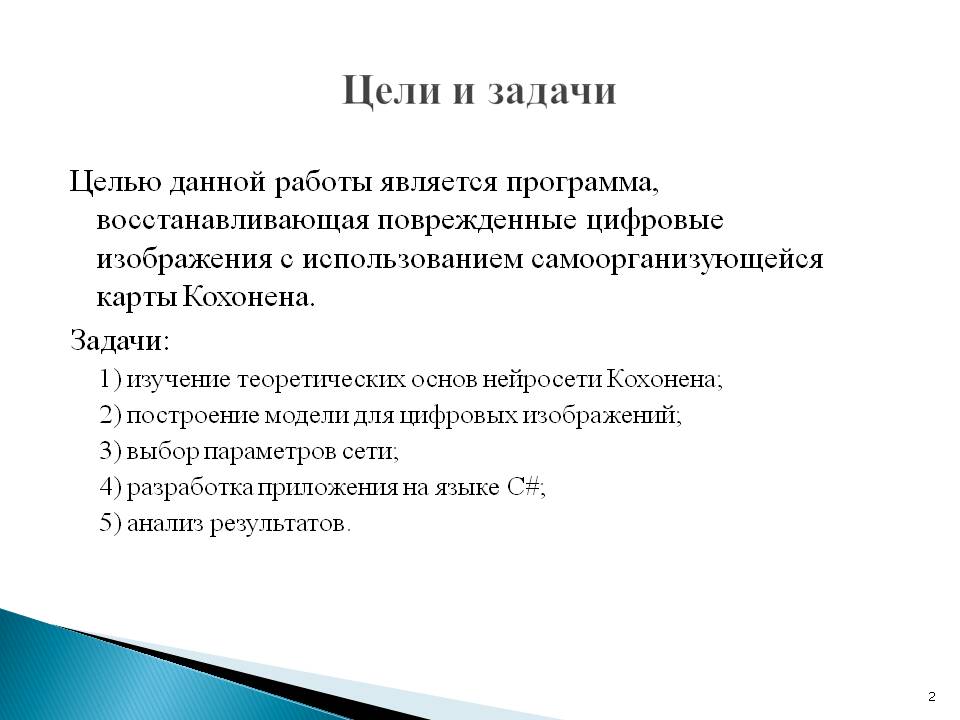 Цели и задачи
Целью данной работы является программа,
восстанавливающая поврежденные цифровые
изображения с использованием самоорганизующейся
карты Кохонена.
Задачи:
1) изучение теоретических основ нейросети Кохонена;
2) построение модели для цифровых изображений;
3) выбор параметров сети;
4) разработка приложения на языке C#;
5) анализ результатов.
2